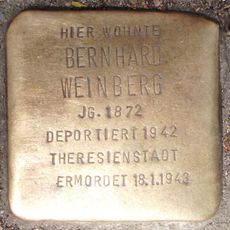 HIER WOHNTE
BERNHARD
WEINBERG
JG. 1872
DEPORTIERT 1942
THERESIENSTADT
ERMORDET 18.1.1943